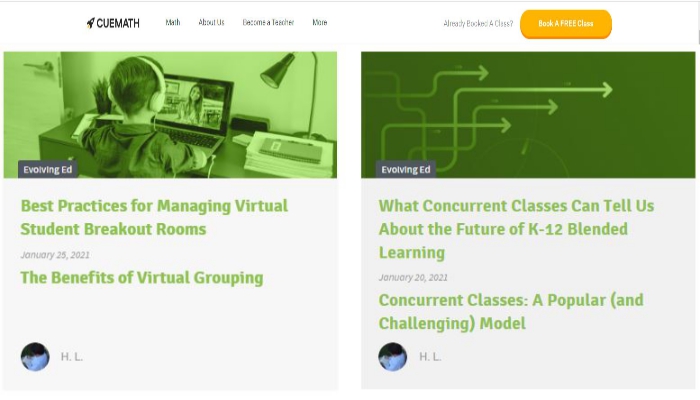 CUEMATH
Math About Us Become a Teacher More
Already Booked A Class? Book A FREE Class
Evolving Ed
Best Practices for Managing Virtual
Student Breakout Rooms
January 25, 2021
The Benefits of Virtual Grouping
H. L.
Evolving Ed
What Concurrent Classes Can Tell Us
About the Future of K-12 Blended
Learning
January 20, 2021
Concurrent Classes: A Popular (and
Challenging) Model
H. L.